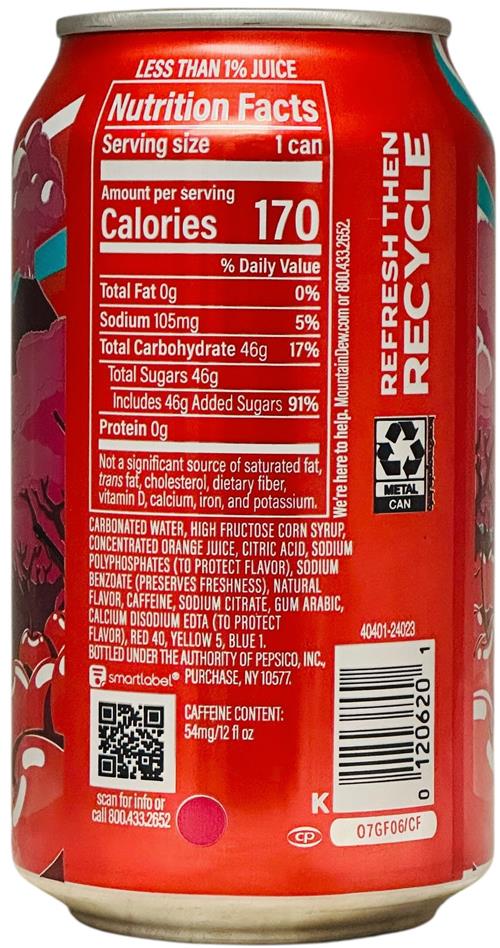 LESS THAN 1% JUICE
Nutrition Facts
Serving size 1 can
Amount per serving
Calories 170
% Daily Value
Total Fat 0g 0%
Sodium 105mg 5%
Total Carbohydrate 46g 17%
Total Sugars 46g
Includes 46g Added Sugars 91%
Protein 0g
Not a significant source of saturated fat,
trans fat, cholesterol, dietary fiber,
vitamin D, calcium, iron, and potassium.
CARBONATED WATER, HIGH FRUCTOSE CORN SYRUP,
CONCENTRATED ORANGE JUICE, CITRIC ACID, SODIUM
POLYPHOSPHATES (TO PROTECT FLAVOR), SODIUM
BENZOATE (PRESERVES FRESHNESS), NATURAL
FLAVOR, CAFFEINE, SODIUM CITRATE, GUM ARABIC,
CALCIUM DISODIUM EDTA (TO PROTECT
FLAVOR), RED 40, YELLOW 5, BLUE 1.
BOTTLED UNDER THE AUTHORITY OF PEPSICO, INC.,
PURCHASE, NY 10577.
smartlabel®
CAFFEINE CONTENT:
54mg/12 fl oz
scan for info or
call 800.433.2652
We're here to help. MountainDew.com or 800.433.2652.
REFRESH THEN
RECYCLE
METAL
CAN
40401-24023
0 120620 1
K
CP
07GF06/CF